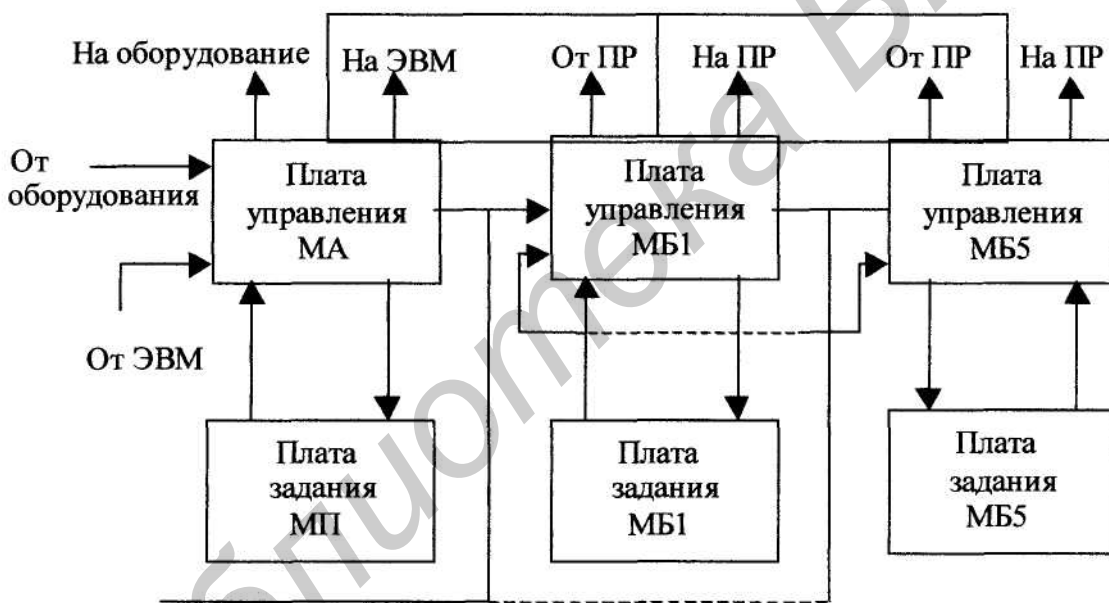 На оборудование
На ЭВМ
От ПР
На ПР
От ПР
На ПР
От
оборудования
Плата
управления
МА
Плата
управления
МБ1
Плата
управления
МБ5
От ЭВМ
Плата
задания
МП
Плата
задания
МБ1
Плата
задания
МБ5